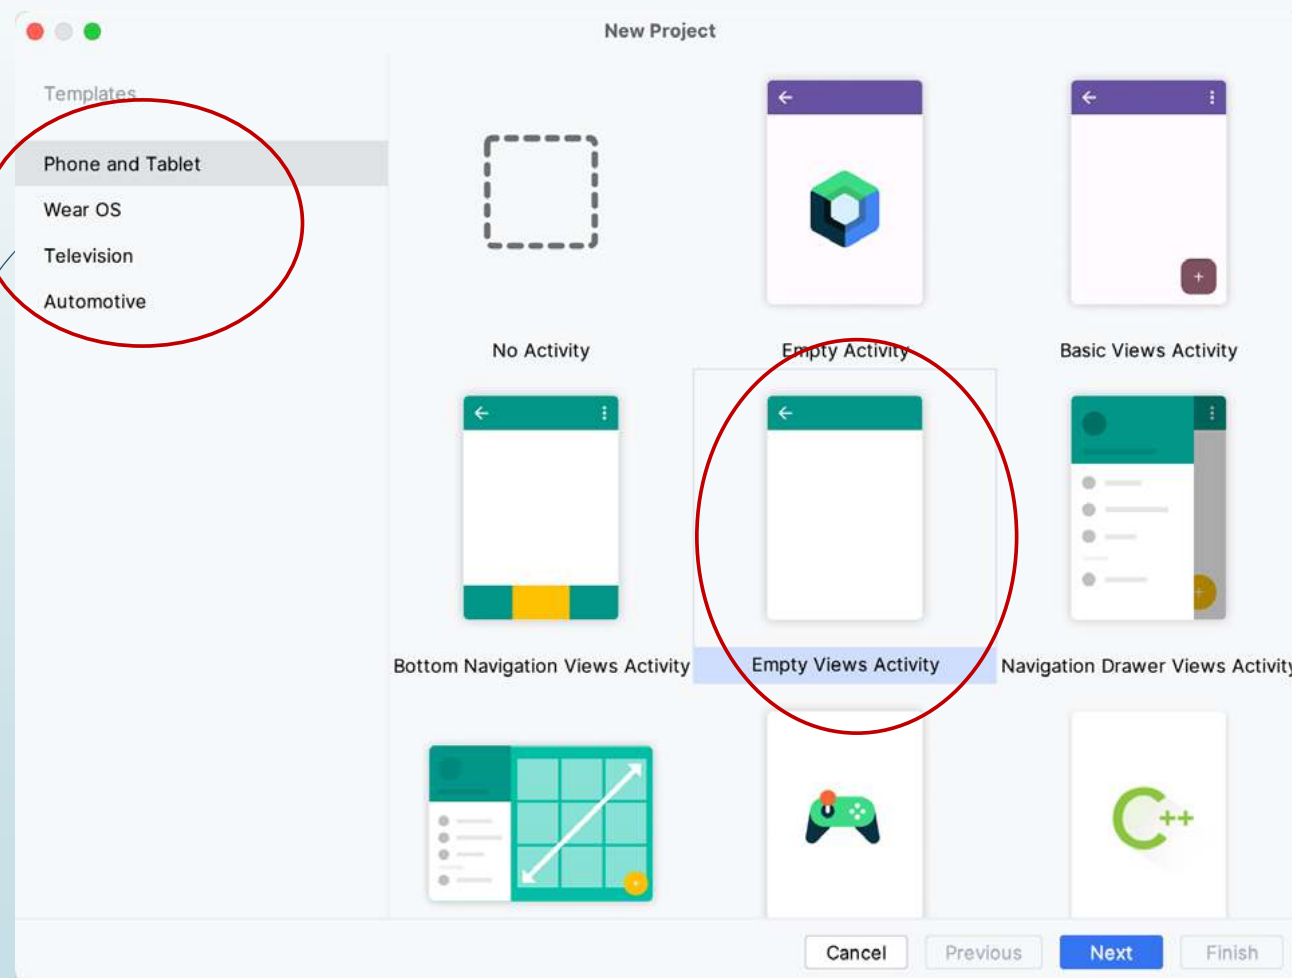 New Project
Templates
Phone and Tablet
Wear OS
Television
Automotive
No Activity
Empty Activity
Basic Views Activity
Bottom Navigation Views Activity
Empty Views Activity
Navigation Drawer Views Activity
C++
Cancel
Previous
Next
Finish